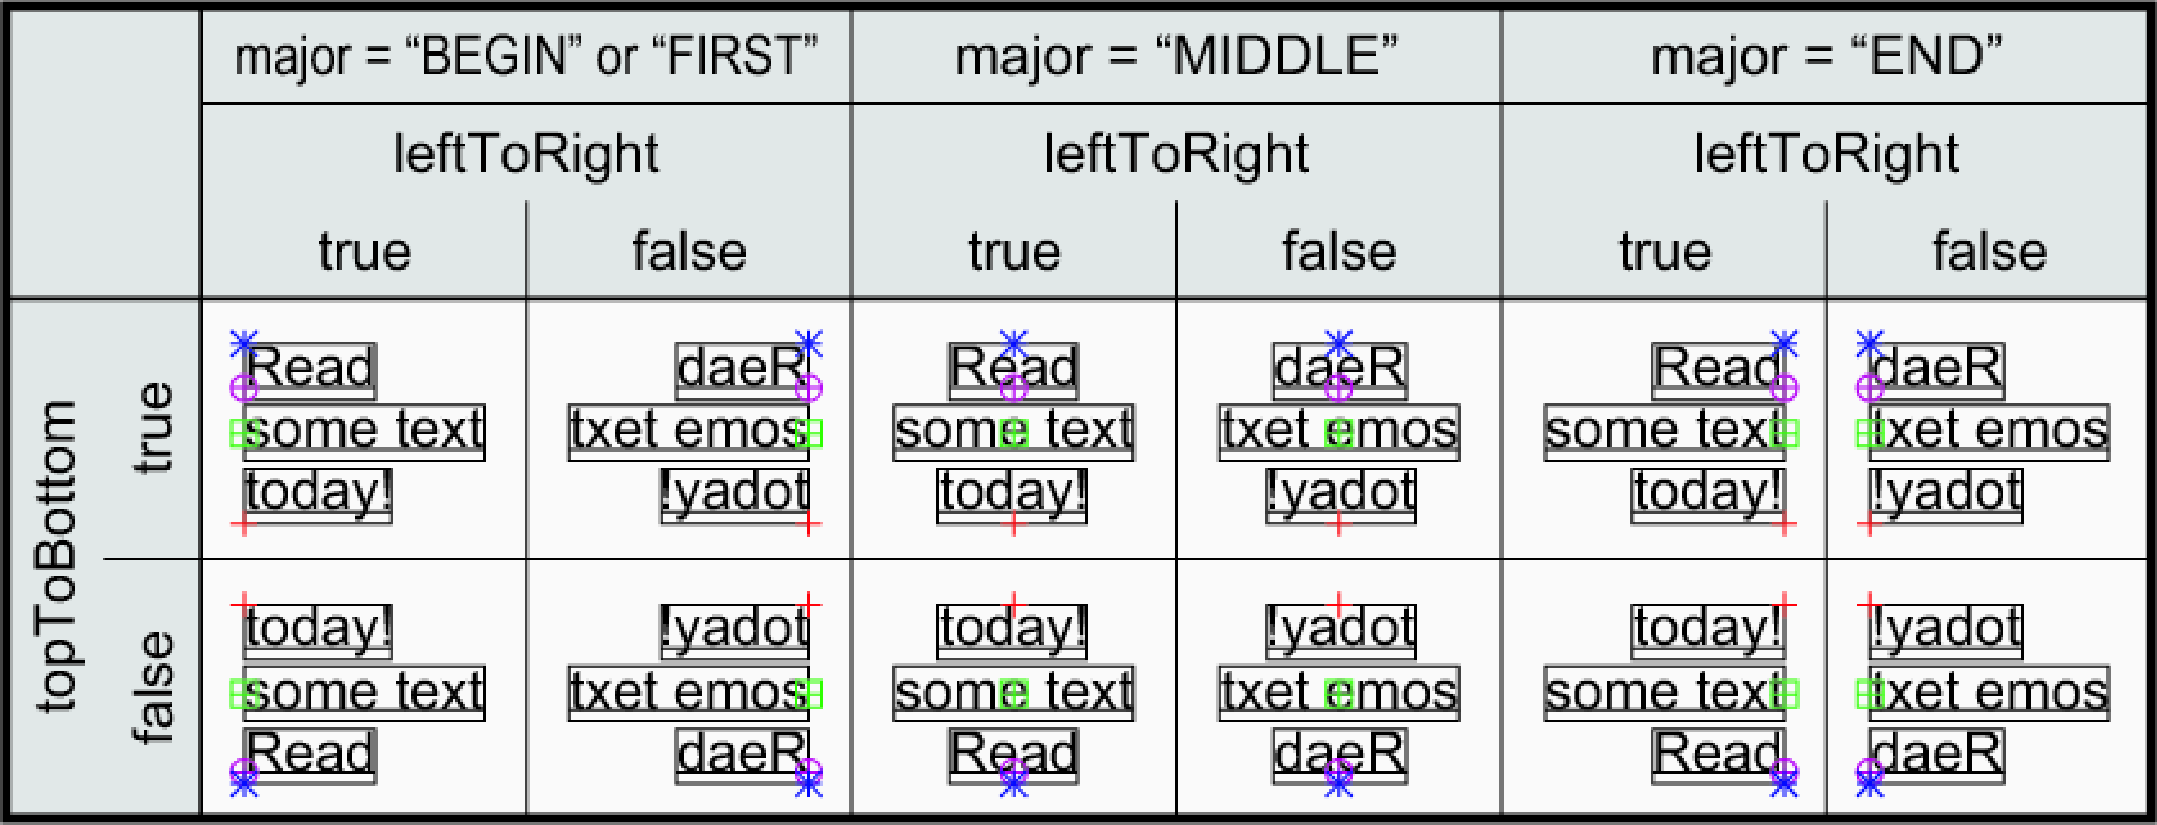 major = “BEGIN” or “FIRST” major = “MIDDLE” major = “END”
leftToRight leftToRight leftToRight
true false true false true false
topToBottom
true
Read daeR Read daeR Read daeR
some text txet emos some text txet emos some text txet emos
today! !yadot today! !yadot today! !yadot
false
today! !yadot today! !yadot today! !yadot
some text txet emos some text txet emos some text txet emos
Read daeR Read daeR Read daeR